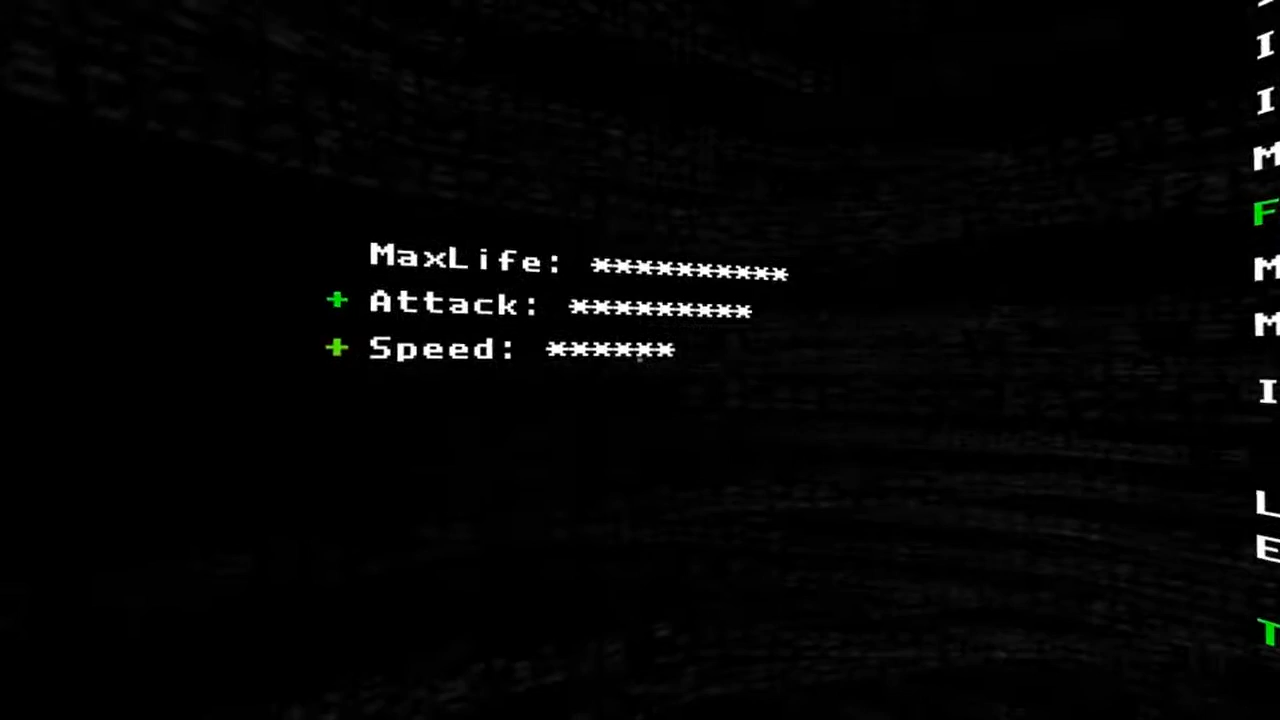 MaxLife: **********
+ Attack: *********
+ Speed: ******
I
I
M
F
M
M
I
L
E
T